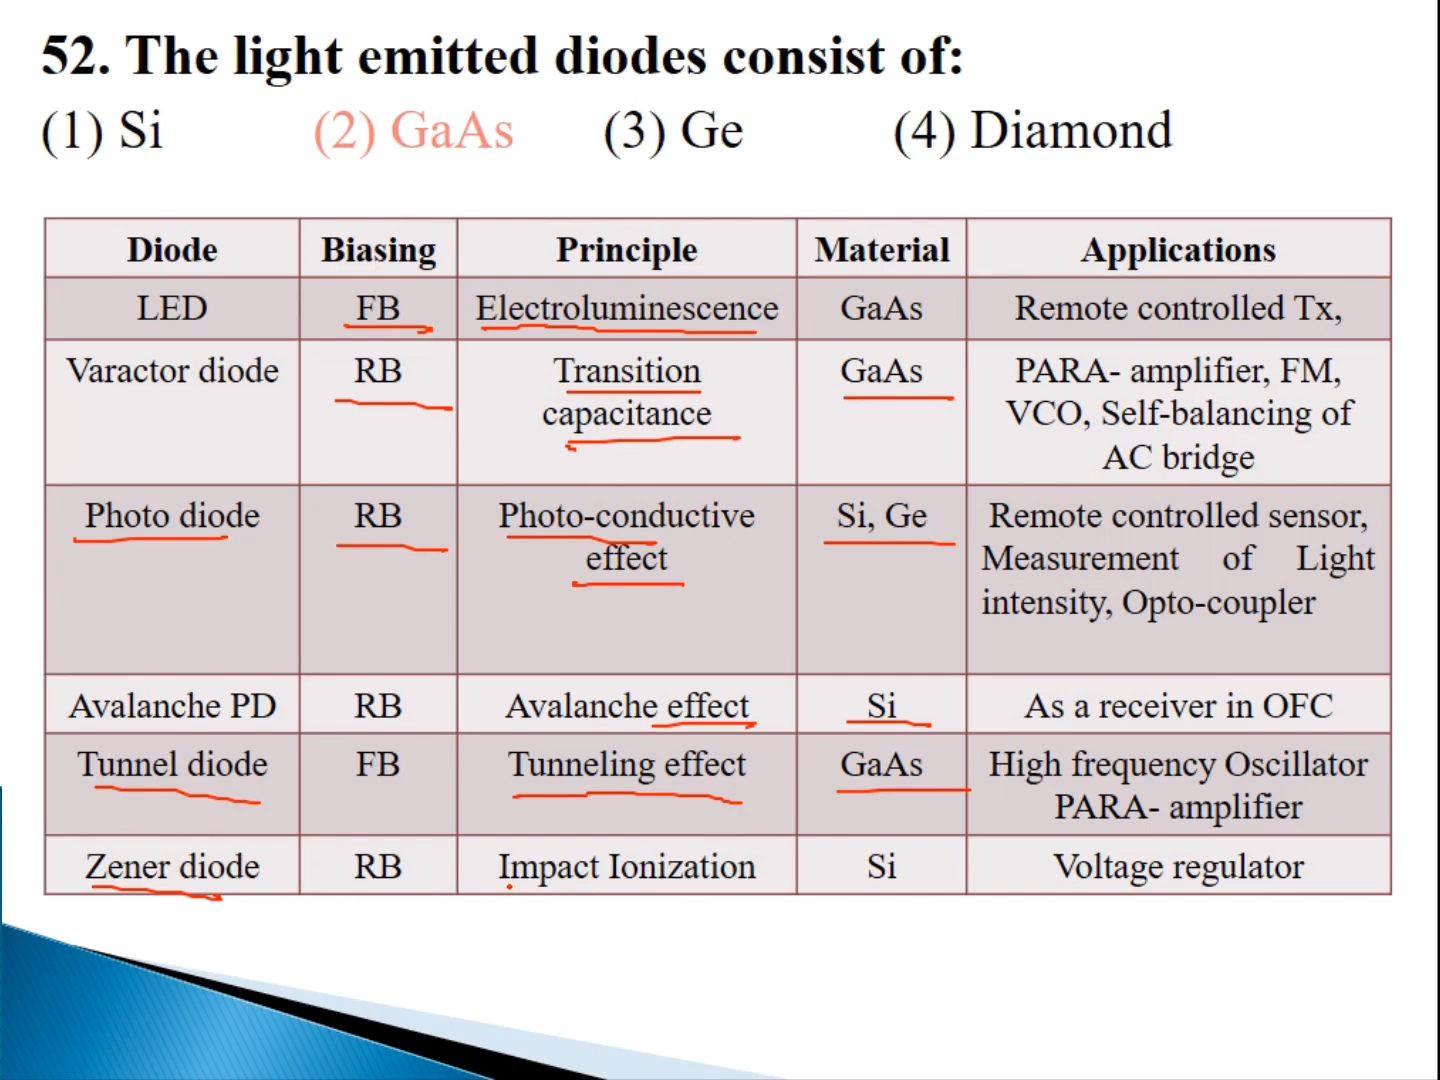 52. The light emitted diodes consist of:
(1) Si (2) GaAs (3) Ge (4) Diamond
Diode Biasing Principle Material Applications
LED FB Electroluminescence GaAs Remote controlled Tx,
Varactor diode RB Transition GaAs PARA- amplifier, FM,
capacitance VCO, Self-balancing of
AC bridge
Photo diode RB Photo-conductive Si, Ge Remote controlled sensor,
effect Measurement of Light
intensity, Opto-coupler
Avalanche PD RB Avalanche effect Si As a receiver in OFC
Tunnel diode FB Tunneling effect GaAs High frequency Oscillator
PARA- amplifier
Zener diode RB Impact Ionization Si Voltage regulator